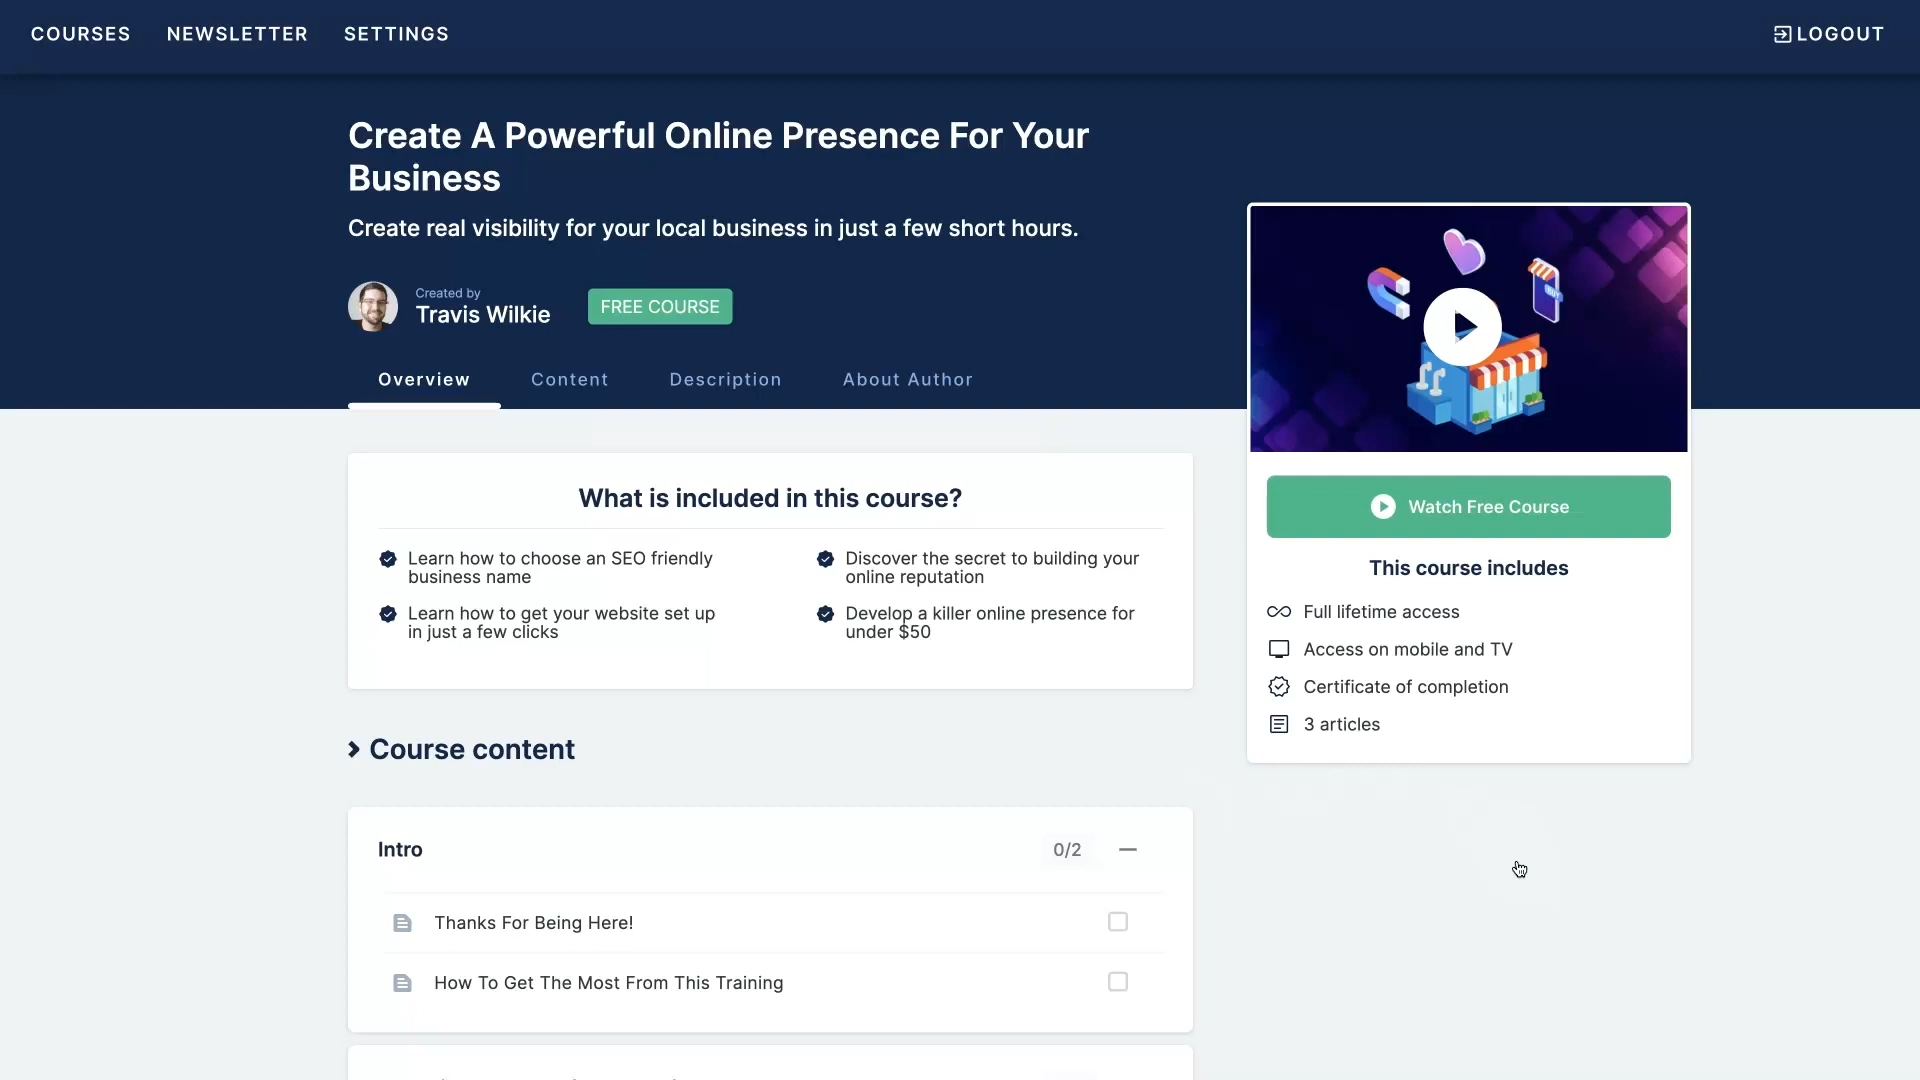 COURSES NEWSLETTER SETTINGS LOGOUT
Create A Powerful Online Presence For Your
Business
Create real visibility for your local business in just a few short hours.
Created by
Travis Wilkie
FREE COURSE
Overview Content Description About Author
What is included in this course?
Learn how to choose an SEO friendly
business name
Discover the secret to building your
online reputation
Learn how to get your website set up
in just a few clicks
Develop a killer online presence for
under $50
BUY
Watch Free Course
This course includes
Full lifetime access
Access on mobile and TV
Certificate of completion
3 articles
Course content
Intro 0/2
Thanks For Being Here!
How To Get The Most From This Training